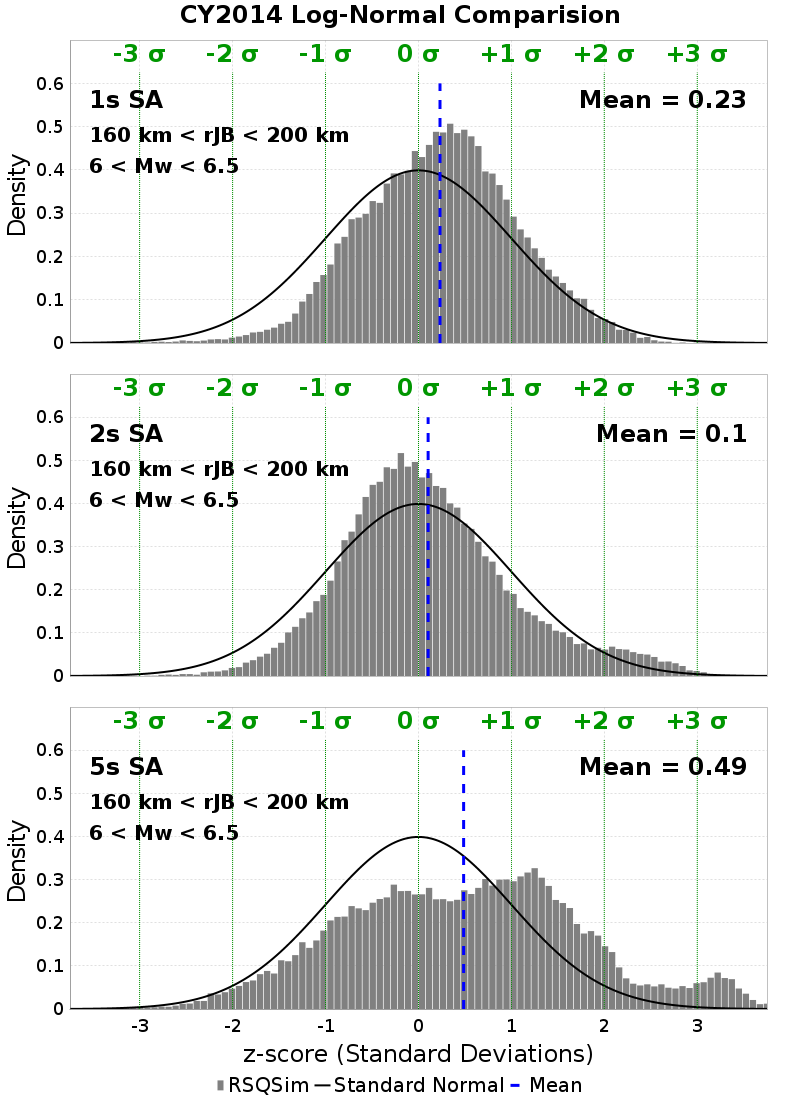 CY2014 Log-Normal Comparision
-3 σ -2 σ -1 σ 0 σ +1 σ +2 σ +3 σ
0.6
1s SA Mean = 0.23
0.5
160 km < rJB < 200 km
6 < Mw < 6.5
0.4
Density
0.3
0.2
0.1
0
-3 σ -2 σ -1 σ 0 σ +1 σ +2 σ +3 σ
0.6
2s SA Mean = 0.1
0.5
160 km < rJB < 200 km
6 < Mw < 6.5
0.4
Density
0.3
0.2
0.1
0
-3 σ -2 σ -1 σ 0 σ +1 σ +2 σ +3 σ
0.6
5s SA Mean = 0.49
0.5
160 km < rJB < 200 km
6 < Mw < 6.5
0.4
Density
0.3
0.2
0.1
0
-3 -2 -1 0 1 2 3
z-score (Standard Deviations)
RSQSim Standard Normal Mean